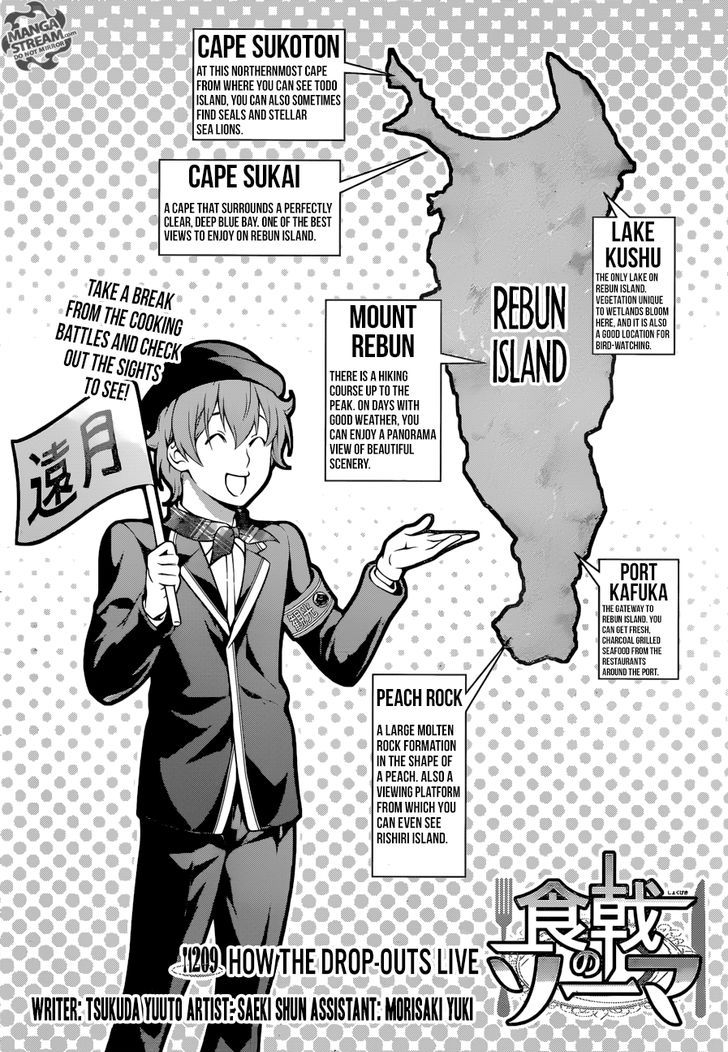 MANGA
STREAM.com
DO NOT MIRROR
CAPE SUKOTON
AT THIS NORTHERNMOST CAPE
FROM WHERE YOU CAN SEE TODO
ISLAND, YOU CAN ALSO SOMETIMES
FIND SEALS AND STELLAR
SEA LIONS.
CAPE SUKAI
A CAPE THAT SURROUNDS A PERFECTLY
CLEAR, DEEP BLUE BAY. ONE OF THE BEST
VIEWS TO ENJOY ON REBUN ISLAND.
LAKE
KUSHU
THE ONLY LAKE ON
REBUN ISLAND.
VEGETATION UNIQUE
TO WETLANDS BLOOM
HERE, AND IT IS ALSO
A GOOD LOCATION FOR
BIRD-WATCHING.
TAKE A BREAK
FROM THE COOKING
BATTLES AND CHECK
OUT THE SIGHTS
TO SEE!
REBUN
ISLAND
MOUNT
REBUN
THERE IS A HIKING
COURSE UP TO THE
PEAK. ON DAYS WITH
GOOD WEATHER, YOU
CAN ENJOY A PANORAMA
VIEW OF BEAUTIFUL
SCENERY.
遠月
PORT
KAFUKA
THE GATEWAY TO
REBUN ISLAND. YOU
CAN GET FRESH,
CHARCOAL GRILLED
SEAFOOD FROM THE
RESTAURANTS
AROUND THE PORT.
PEACH ROCK
A LARGE MOLTEN
ROCK FORMATION
IN THE SHAPE OF
A PEACH. ALSO A
VIEWING PLATFORM
FROM WHICH YOU
CAN EVEN SEE
RISHIRI ISLAND.
しょくげき
食戟の
ソーマ
209 HOW THE DROP-OUTS LIVE
WRITER: TSUKUDA YUUTO ARTIST: SAEKI SHUN ASSISTANT: MORISAKI YUKI